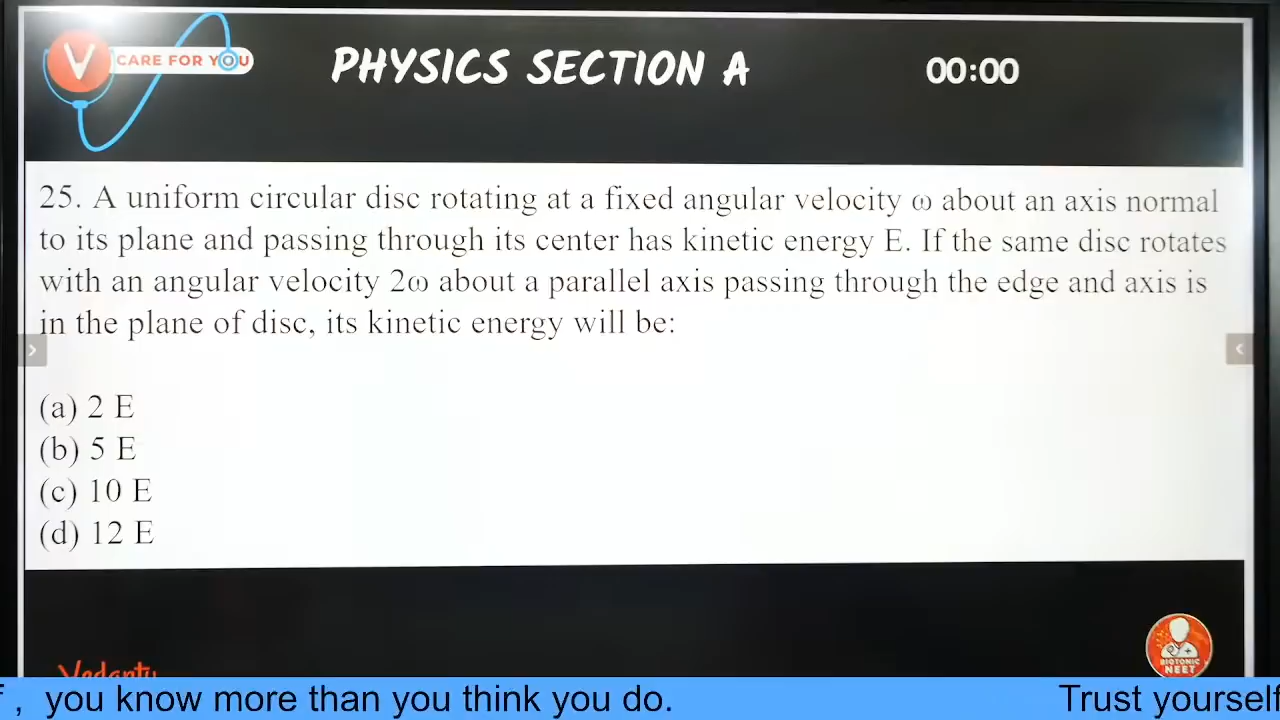 V
CARE FOR YOU
PHYSICS SECTION A
00:00
25. A uniform circular disc rotating at a fixed angular velocity ω about an axis normal
to its plane and passing through its center has kinetic energy E. If the same disc rotates
with an angular velocity 2ω about a parallel axis passing through the edge and axis is
in the plane of disc, its kinetic energy will be:
(a) 2 E
(b) 5 E
(c) 10 E
(d) 12 E
Vedantu
BIOTONIC
NEET
, you know more than you think you do.
Trust yourself